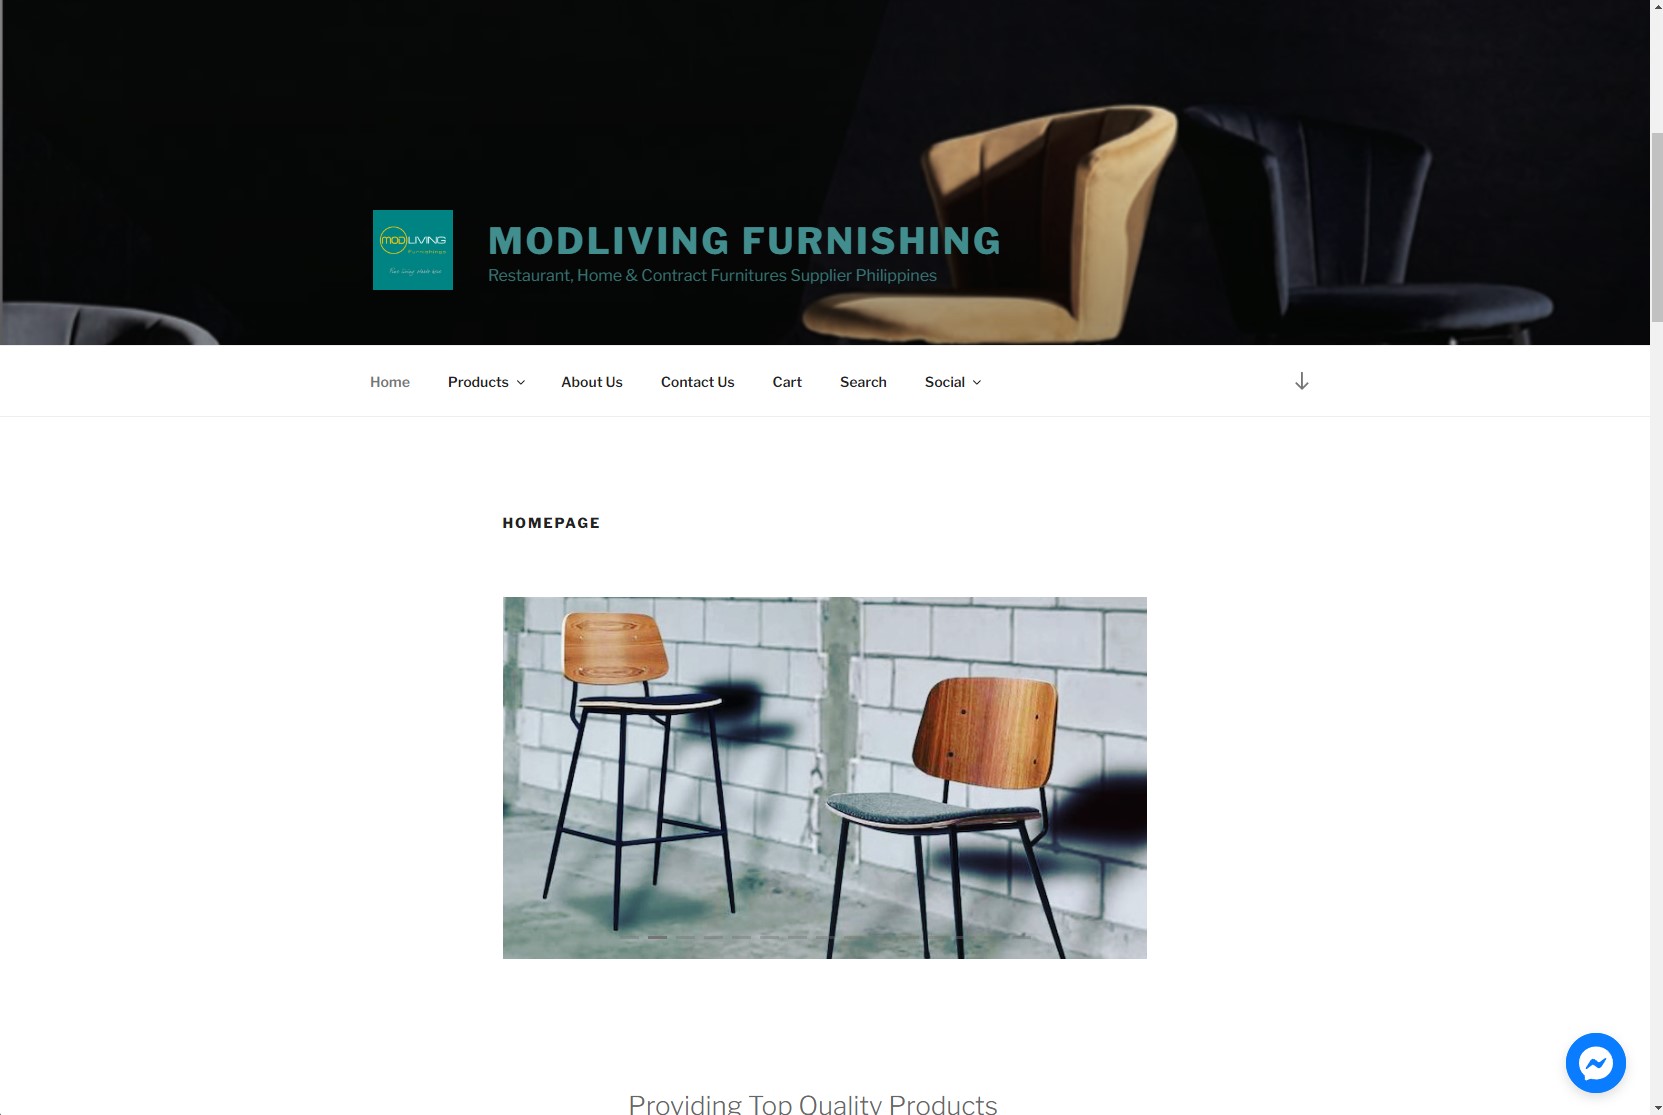 MODLIVING
Furnishings
MODLIVING FURNISHING
Restaurant, Home & Contract Furnitures Supplier Philippines
Home
Products
About Us
Contact Us
Cart
Search
Social
HOMEPAGE
Providing Top Quality Products